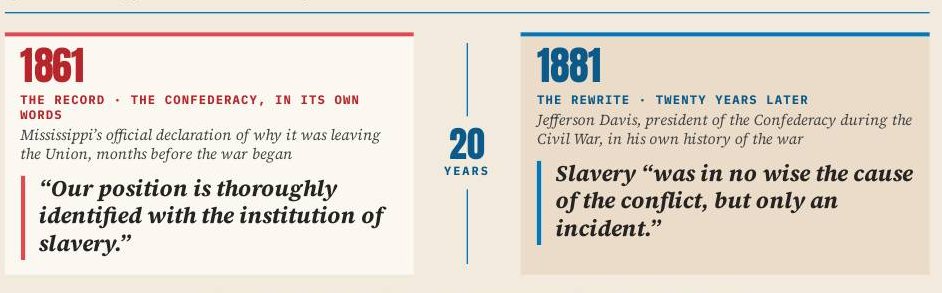 1861
THE RECORD · THE CONFEDERACY, IN ITS OWN
WORDS
Mississippi’s official declaration of why it was leaving
the Union, months before the war began
“Our position is thoroughly
identified with the institution of
slavery.”
20
YEARS
1881
THE REWRITE · TWENTY YEARS LATER
Jefferson Davis, president of the Confederacy during the
Civil War, in his own history of the war
Slavery “was in no wise the cause
of the conflict, but only an
incident.”